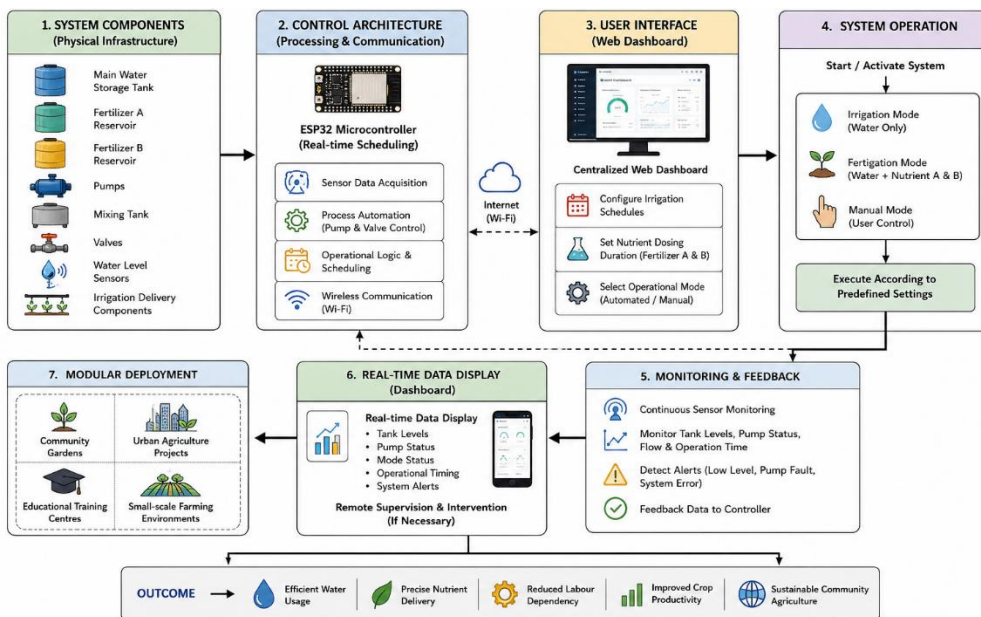 1. SYSTEM COMPONENTS
(Physical Infrastructure)
Main Water
Storage Tank
Fertilizer A
Reservoir
Fertilizer B
Reservoir
Pumps
Mixing Tank
Valves
Water Level
Sensors
Irrigation Delivery
Components
2. CONTROL ARCHITECTURE
(Processing & Communication)
ESP32 Microcontroller
(Real-time Scheduling)
Sensor Data Acquisition
Process Automation
(Pump & Valve Control)
Operational Logic &
Scheduling
Wireless Communication
(Wi-Fi)
Internet
(Wi-Fi)
3. USER INTERFACE
(Web Dashboard)
Centralized Web Dashboard
Configure Irrigation
Schedules
Set Nutrient Dosing
Duration (Fertilizer A & B)
Select Operational Mode
(Automated / Manual)
4. SYSTEM OPERATION
Start / Activate System
Irrigation Mode
(Water Only)
Fertigation Mode
(Water + Nutrient A & B)
Manual Mode
(User Control)
Execute According to
Predefined Settings
7. MODULAR DEPLOYMENT
Community
Gardens
Urban Agriculture
Projects
Educational Training
Centres
Small-scale Farming
Environments
6. REAL-TIME DATA DISPLAY
(Dashboard)
Real-time Data Display
• Tank Levels
• Pump Status
• Mode Status
• Operational Timing
• System Alerts
Remote Supervision & Intervention
(If Necessary)
5. MONITORING & FEEDBACK
Continuous Sensor Monitoring
Monitor Tank Levels, Pump Status,
Flow & Operation Time
Detect Alerts (Low Level, Pump Fault,
System Error)
Feedback Data to Controller
OUTCOME
Efficient Water
Usage
Precise Nutrient
Delivery
Reduced Labour
Dependency
Improved Crop
Productivity
Sustainable Community
Agriculture